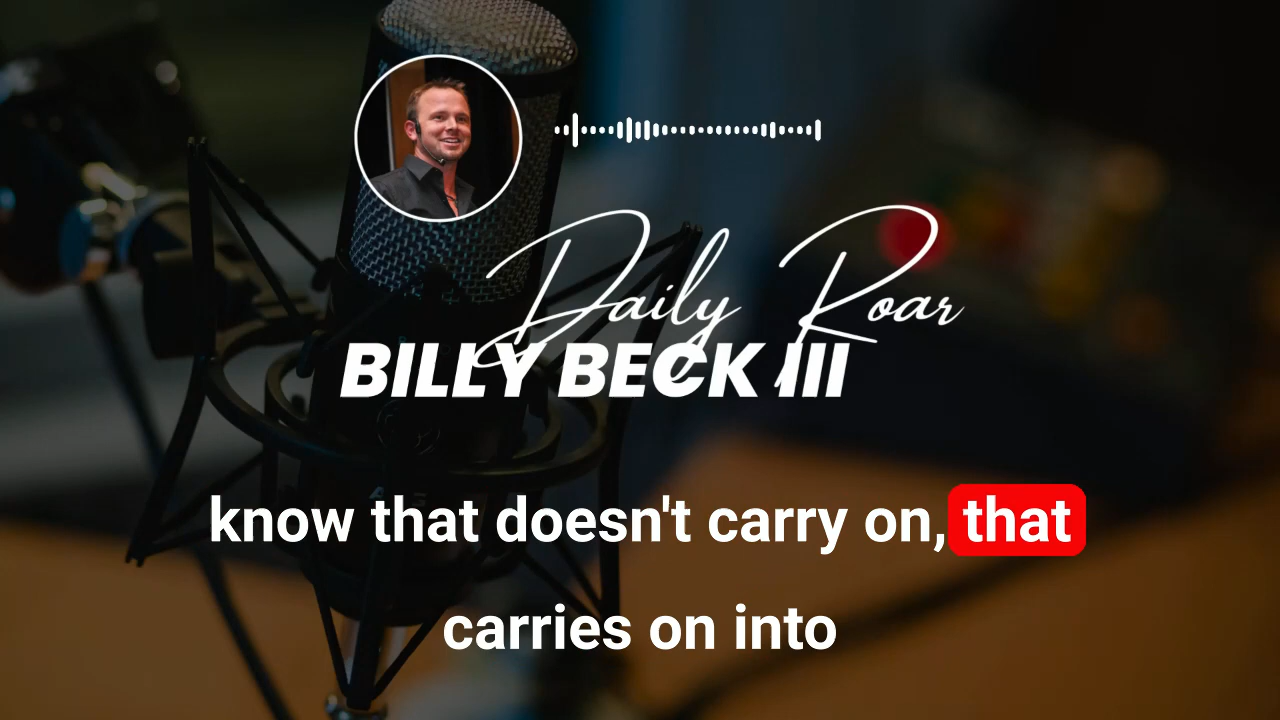 Daily Roar
BILLY BECK III
know that doesn't carry on, that
carries on into